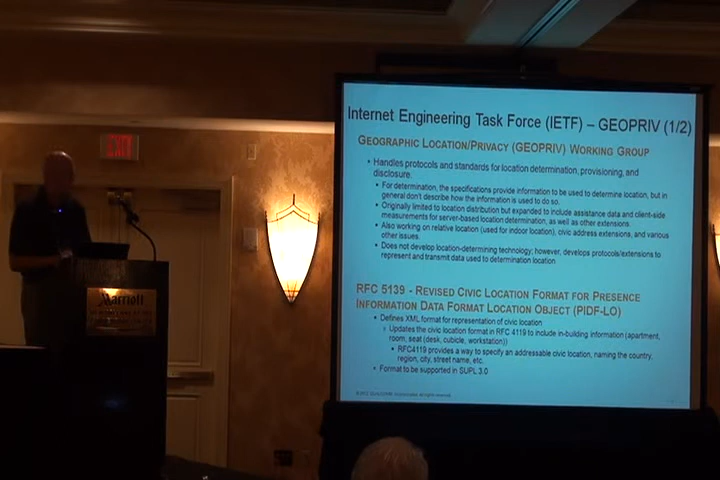 EXIT
Marriott
Internet Engineering Task Force (IETF) – GEOPRIV (1/2)
GEOGRAPHIC LOCATION/PRIVACY (GEOPRIV) WORKING GROUP
• Handles protocols and standards for location determination, provisioning, and
disclosure.
• For determination, the specifications provide information to be used to determine location, but in
general don't describe how the information is used to do so.
• Originally limited to location distribution but expanded to include assistance data and client-side
measurements for server-based location determination, as well as other extensions
• Also working on relative location (used for indoor location), civic address extensions, and various
other issues.
• Does not develop location-determining technology; however, develops protocols/extensions to
represent and transmit data used to determination location
RFC 5139 - REVISED CIVIC LOCATION FORMAT FOR PRESENCE
INFORMATION DATA FORMAT LOCATION OBJECT (PIDF-LO)
• Defines XML format for representation of civic location
Updates the civic location format in RFC 4119 to include in-building information (apartment,
room, seat (desk, cubicle, workstation))
• RFC4119 provides a way to specify an addressable civic location, naming the country,
region, city, street name, etc.
• Format to be supported in SUPL 3.0